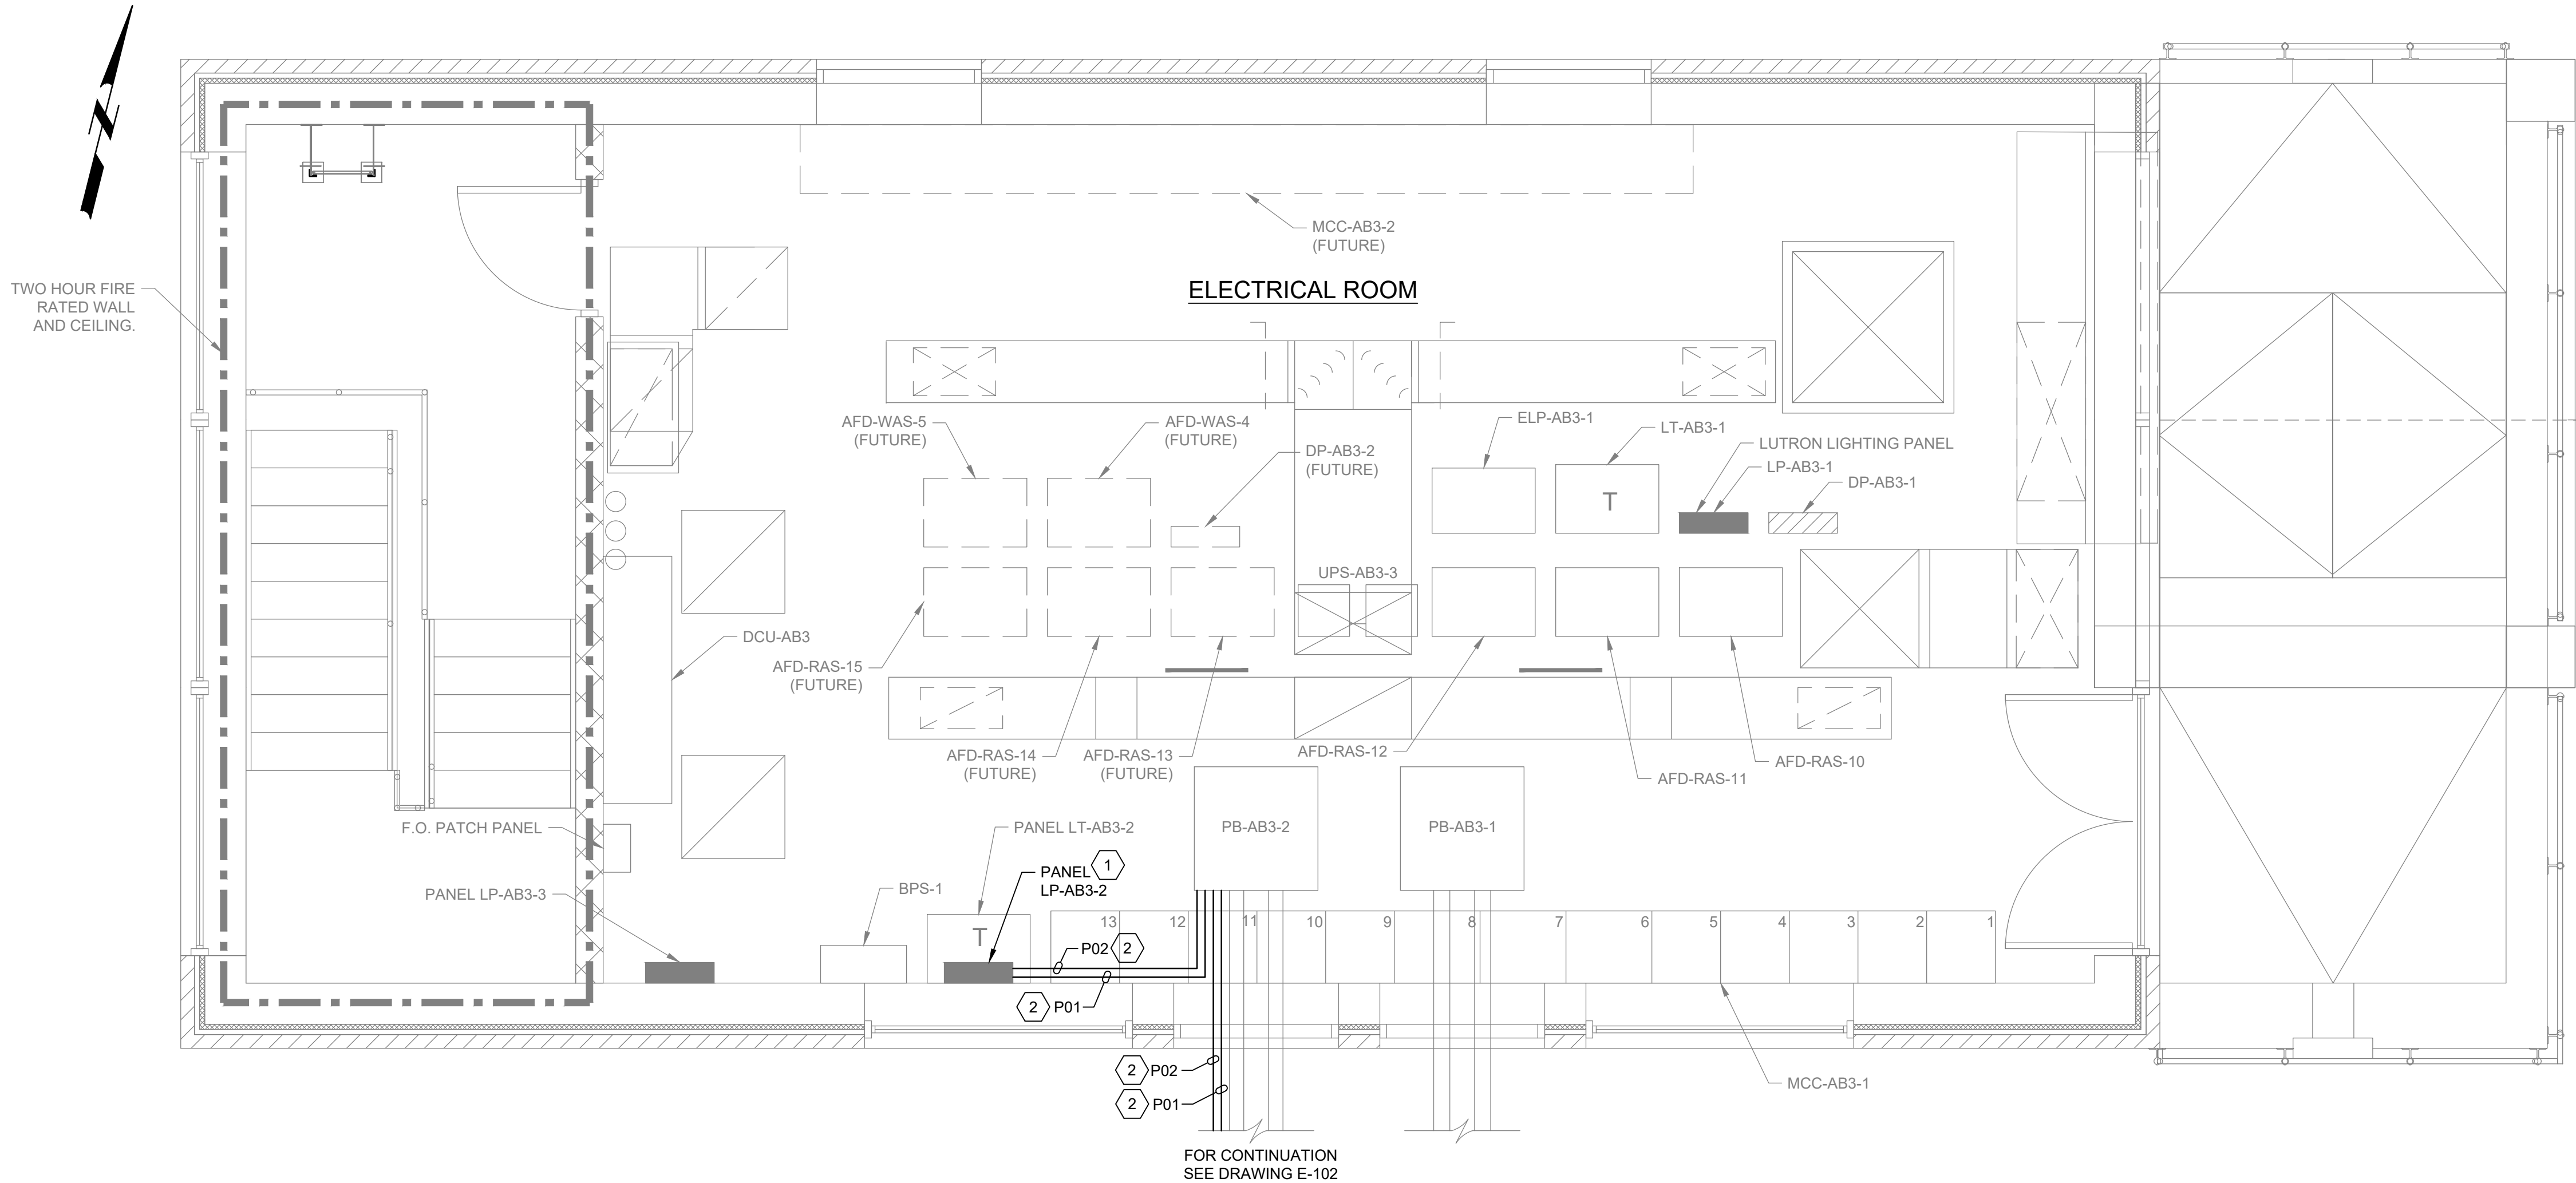 N
MCC-AB3-2
(FUTURE)
TWO HOUR FIRE
RATED WALL
AND CEILING.
ELECTRICAL ROOM
AFD-WAS-5
(FUTURE)
AFD-WAS-4
(FUTURE)
DP-AB3-2
(FUTURE)
ELP-AB3-1
LT-AB3-1
LUTRON LIGHTING PANEL
LP-AB3-1
DP-AB3-1
T
UPS-AB3-3
DCU-AB3
AFD-RAS-15
(FUTURE)
AFD-RAS-14
(FUTURE)
AFD-RAS-13
(FUTURE)
AFD-RAS-12
AFD-RAS-11
AFD-RAS-10
F.O. PATCH PANEL
PANEL LT-AB3-2
PB-AB3-2
PB-AB3-1
PANEL 1
LP-AB3-2
BPS-1
PANEL LP-AB3-3
T
13 12 11 10 9 8 7 6 5 4 3 2 1
P02 2
2 P01
2 P02
2 P01
MCC-AB3-1
FOR CONTINUATION
SEE DRAWING E-102